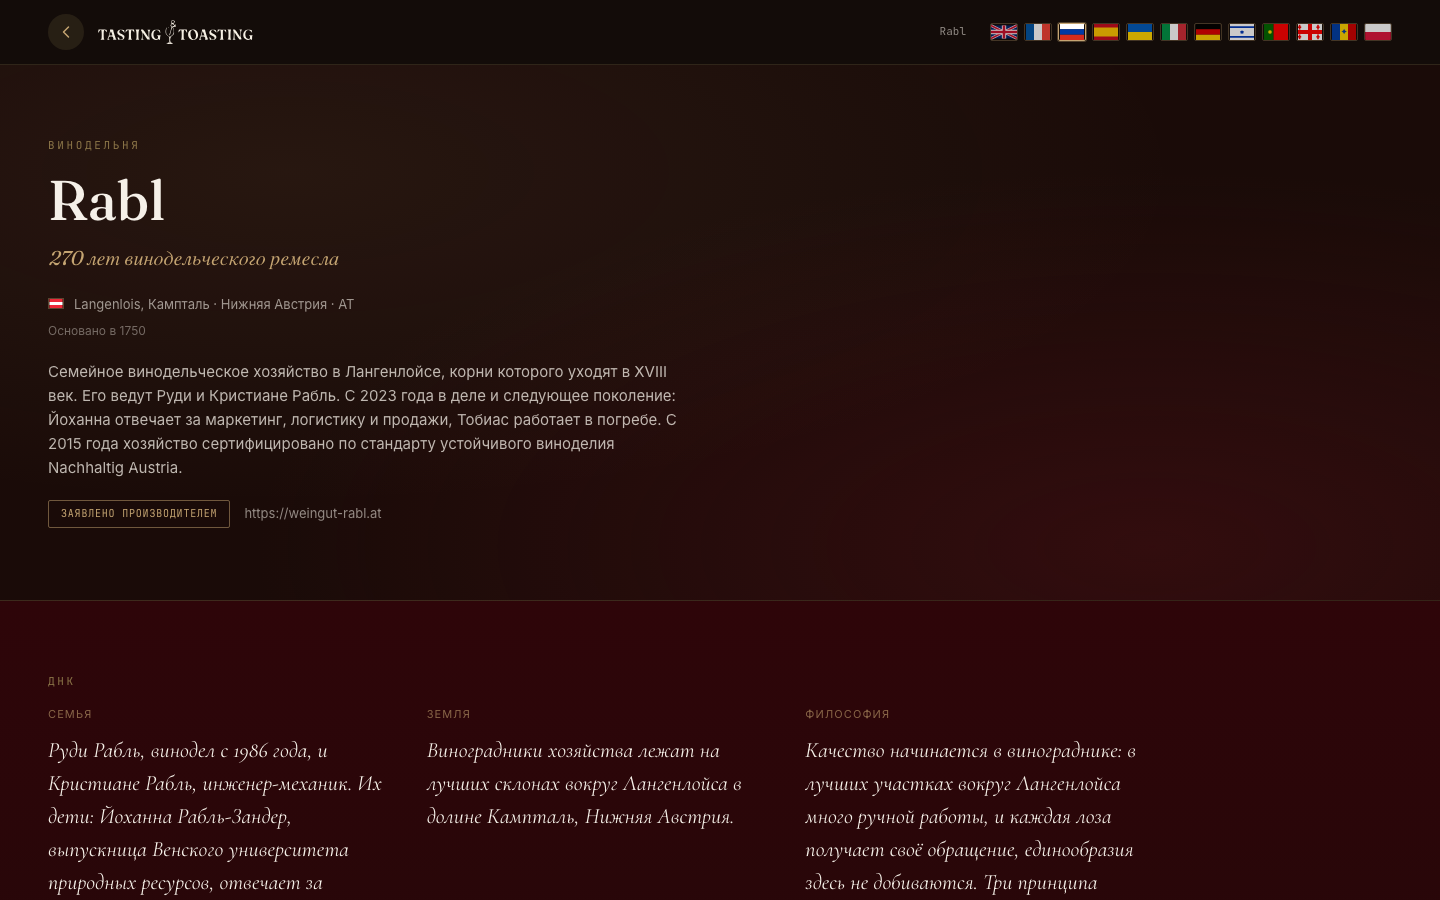 TASTING TOASTING
Rabl
ВИНОДЕЛЬНЯ
Rabl
270 лет винодельческого ремесла
Langenlois, Кампталь · Нижняя Австрия · AT
Основано в 1750
Семейное винодельческое хозяйство в Лангенлойсе, корни которого уходят в XVIII
век. Его ведут Руди и Кристиане Рабль. С 2023 года в деле и следующее поколение:
Йоханна отвечает за маркетинг, логистику и продажи, Тобиас работает в погребе. С
2015 года хозяйство сертифицировано по стандарту устойчивого виноделия
Nachhaltig Austria.
ЗАЯВЛЕНО ПРОИЗВОДИТЕЛЕМ
https://weingut-rabl.at
ДНК
СЕМЬЯ
Руди Рабль, винодел с 1986 года, и
Кристиане Рабль, инженер-механик. Их
дети: Йоханна Рабль-Зандер,
выпускница Венского университета
природных ресурсов, отвечает за
ЗЕМЛЯ
Виноградники хозяйства лежат на
лучших склонах вокруг Лангенлойса в
долине Кампталь, Нижняя Австрия.
ФИЛОСОФИЯ
Качество начинается в винограднике: в
лучших участках вокруг Лангенлойса
много ручной работы, и каждая лоза
получает своё обращение, единообразия
здесь не добиваются. Три принципа